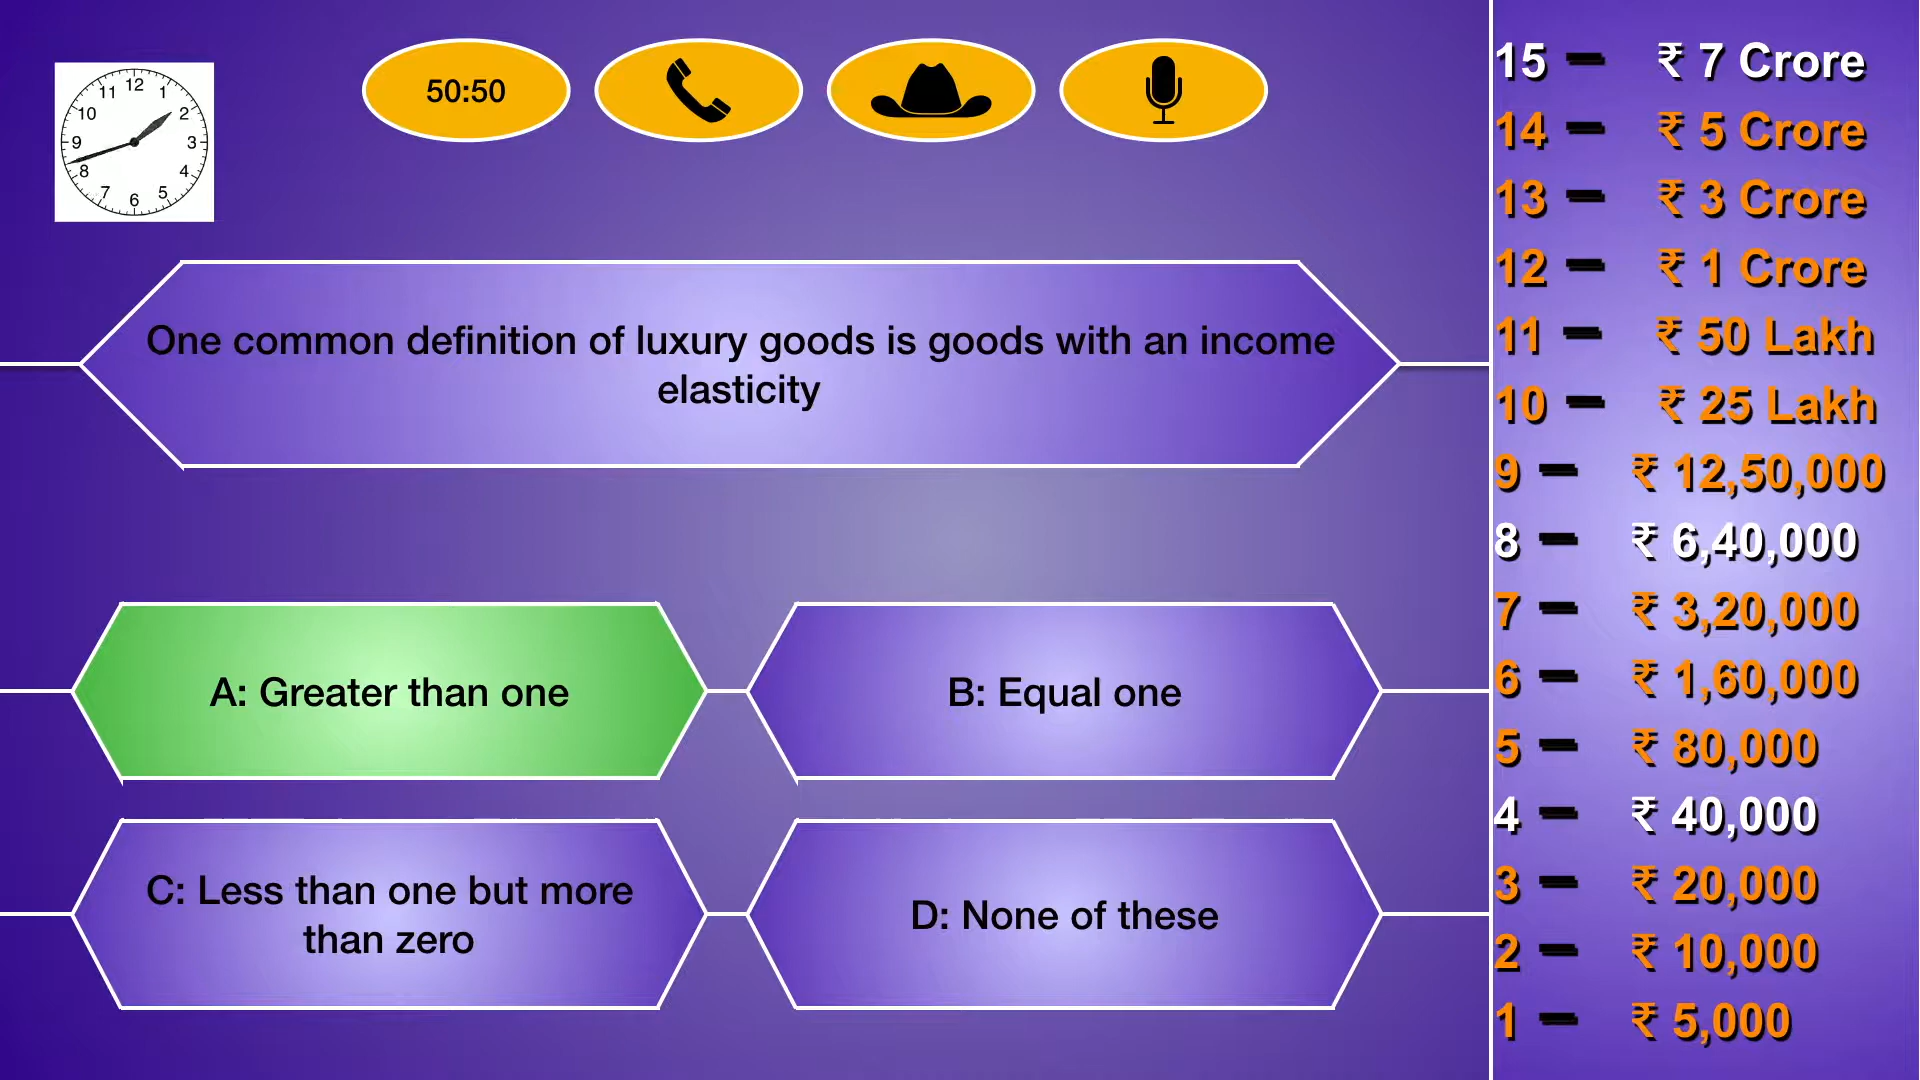 12
11
1
10
2
9
3
8
4
7
5
6
50:50
One common definition of luxury goods is goods with an income
elasticity
A: Greater than one
B: Equal one
C: Less than one but more
than zero
D: None of these
15 – ₹ 7 Crore
14 – ₹ 5 Crore
13 – ₹ 3 Crore
12 – ₹ 1 Crore
11 – ₹ 50 Lakh
10 – ₹ 25 Lakh
9 – ₹ 12,50,000
8 – ₹ 6,40,000
7 – ₹ 3,20,000
6 – ₹ 1,60,000
5 – ₹ 80,000
4 – ₹ 40,000
3 – ₹ 20,000
2 – ₹ 10,000
1 – ₹ 5,000